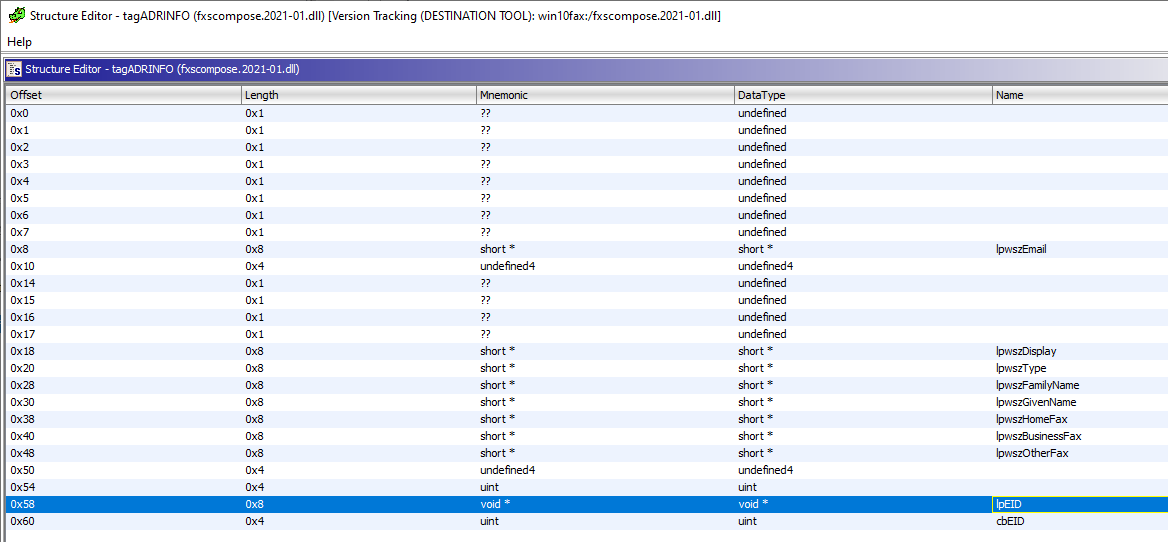 Structure Editor - tagADRINFO (fxscompose.2021-01.dll) [Version Tracking (DESTINATION TOOL): win10fax:/fxscompose.2021-01.dll]
Help
Structure Editor - tagADRINFO (fxscompose.2021-01.dll)
Offset Length Mnemonic DataType Name
0x0 0x1 ?? undefined
0x1 0x1 ?? undefined
0x2 0x1 ?? undefined
0x3 0x1 ?? undefined
0x4 0x1 ?? undefined
0x5 0x1 ?? undefined
0x6 0x1 ?? undefined
0x7 0x1 ?? undefined
0x8 0x8 short * short * lpwszEmail
0x10 0x4 undefined4 undefined4
0x14 0x1 ?? undefined
0x15 0x1 ?? undefined
0x16 0x1 ?? undefined
0x17 0x1 ?? undefined
0x18 0x8 short * short * lpwszDisplay
0x20 0x8 short * short * lpwszType
0x28 0x8 short * short * lpwszFamilyName
0x30 0x8 short * short * lpwszGivenName
0x38 0x8 short * short * lpwszHomeFax
0x40 0x8 short * short * lpwszBusinessFax
0x48 0x8 short * short * lpwszOtherFax
0x50 0x4 undefined4 undefined4
0x54 0x4 uint uint
0x58 0x8 void * void * lpEID
0x60 0x4 uint uint cbEID